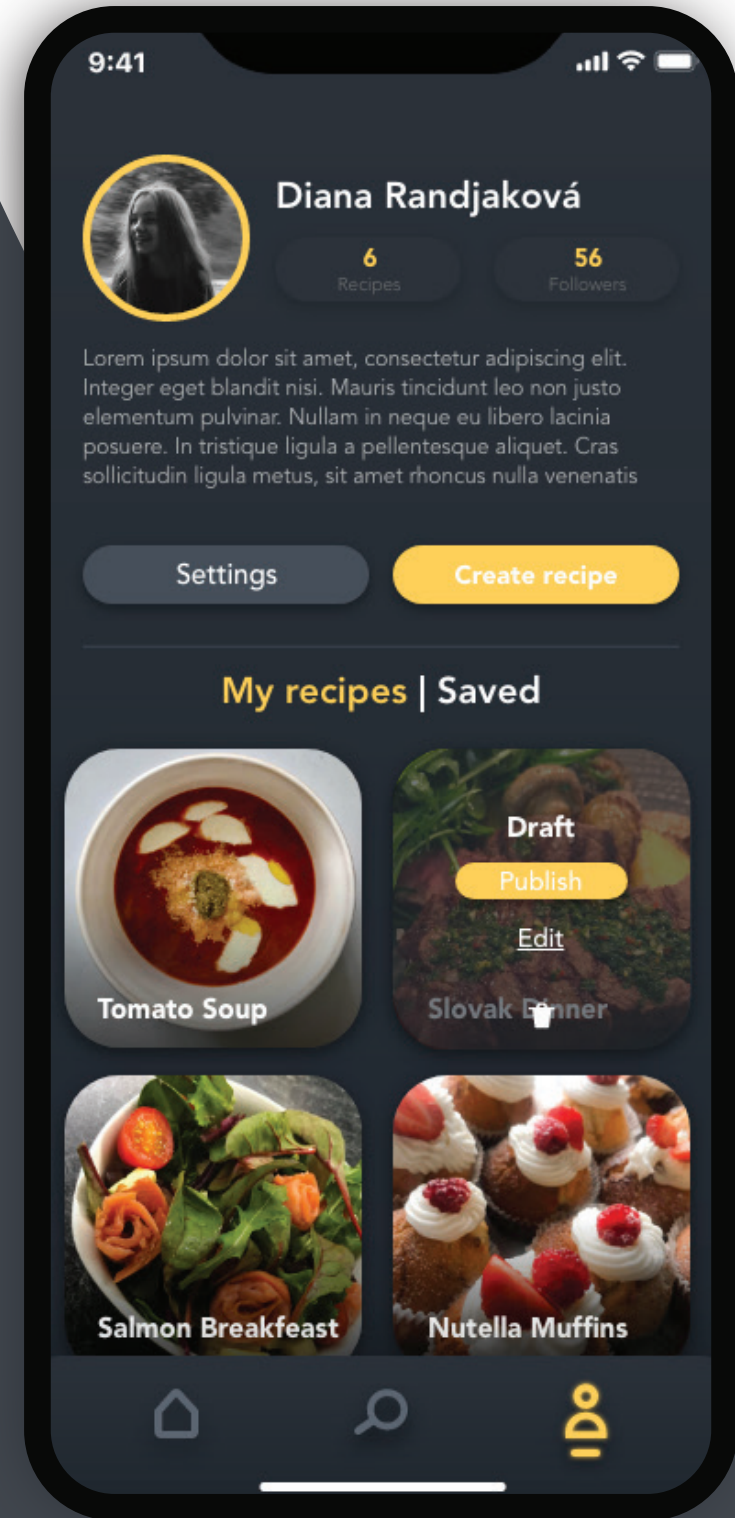 9:41
Diana Randjaková
6
Recipes
56
Followers
Lorem ipsum dolor sit amet, consectetur adipiscing elit.
Integer eget blandit nisi. Mauris tincidunt leo non justo
elementum pulvinar. Nullam in neque eu libero lacinia
posuere. In tristique ligula a pellentesque aliquet. Cras
sollicitudin ligula metus, sit amet rhoncus nulla venenatis
Settings
Create recipe
My recipes | Saved
Tomato Soup
Draft
Publish
Edit
Slovak Dinner
Salmon Breakfeast
Nutella Muffins